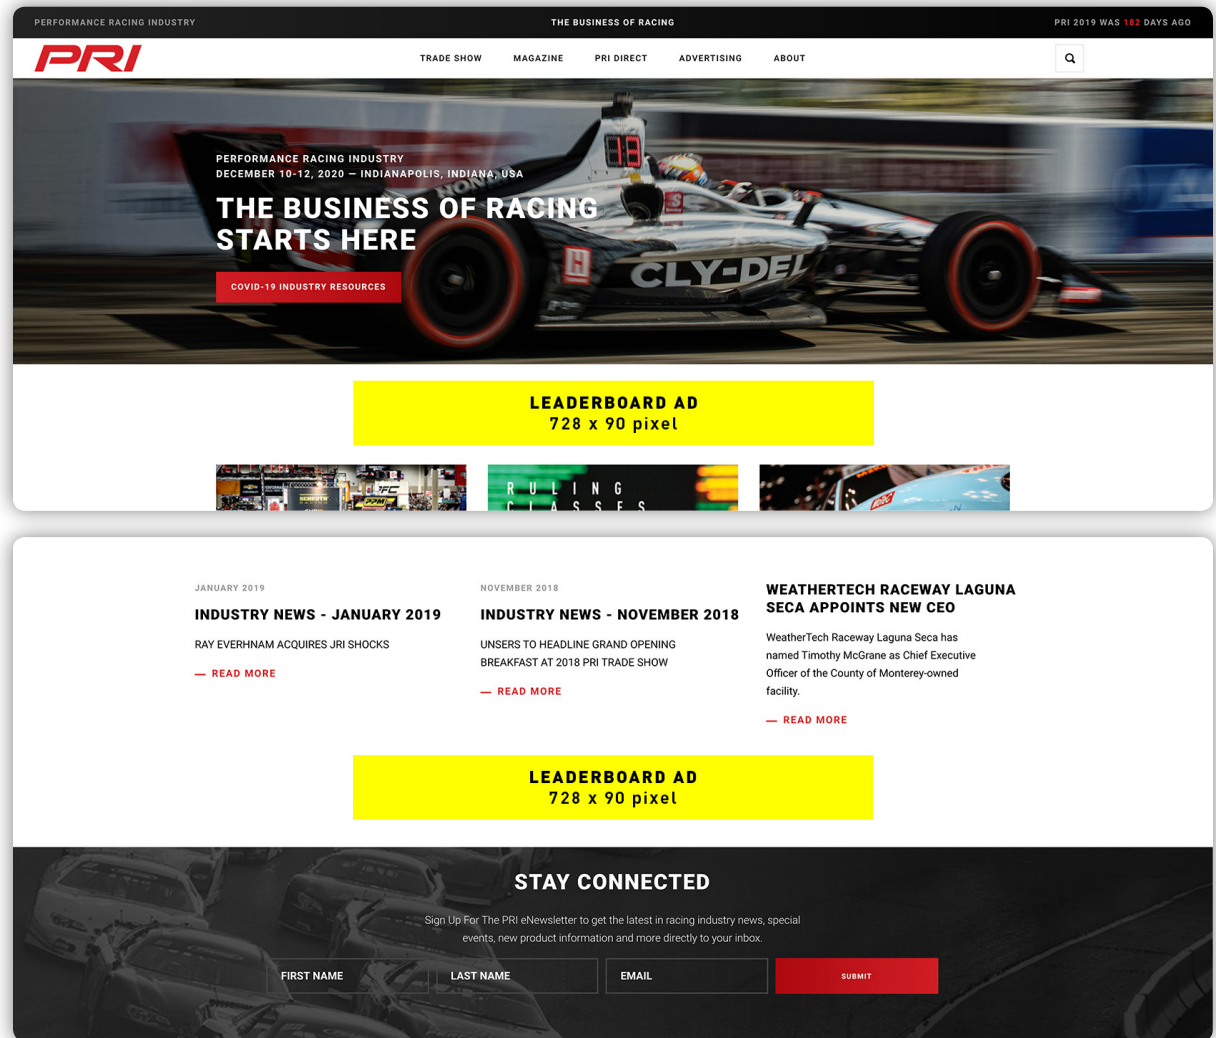 PERFORMANCE RACING INDUSTRY
THE BUSINESS OF RACING
PRI 2019 WAS 182 DAYS AGO
PRI
TRADE SHOW
MAGAZINE
PRI DIRECT
ADVERTISING
ABOUT
PERFORMANCE RACING INDUSTRY
DECEMBER 10-12, 2020 — INDIANAPOLIS, INDIANA, USA
THE BUSINESS OF RACING
STARTS HERE
COVID-19 INDUSTRY RESOURCES
13
CLY-DEL
LEADERBOARD AD
728 x 90 pixel
PFC
PPM
RULING
CLASSES
JANUARY 2019
INDUSTRY NEWS - JANUARY 2019
RAY EVERHNAM ACQUIRES JRI SHOCKS
— READ MORE
NOVEMBER 2018
INDUSTRY NEWS - NOVEMBER 2018
UNSERS TO HEADLINE GRAND OPENING
BREAKFAST AT 2018 PRI TRADE SHOW
— READ MORE
WEATHERTECH RACEWAY LAGUNA
SECA APPOINTS NEW CEO
WeatherTech Raceway Laguna Seca has
named Timothy McGrane as Chief Executive
Officer of the County of Monterey-owned
facility.
— READ MORE
LEADERBOARD AD
728 x 90 pixel
STAY CONNECTED
Sign Up For The PRI eNewsletter to get the latest in racing industry news, special
events, new product information and more directly to your inbox.
FIRST NAME
LAST NAME
EMAIL
SUBMIT